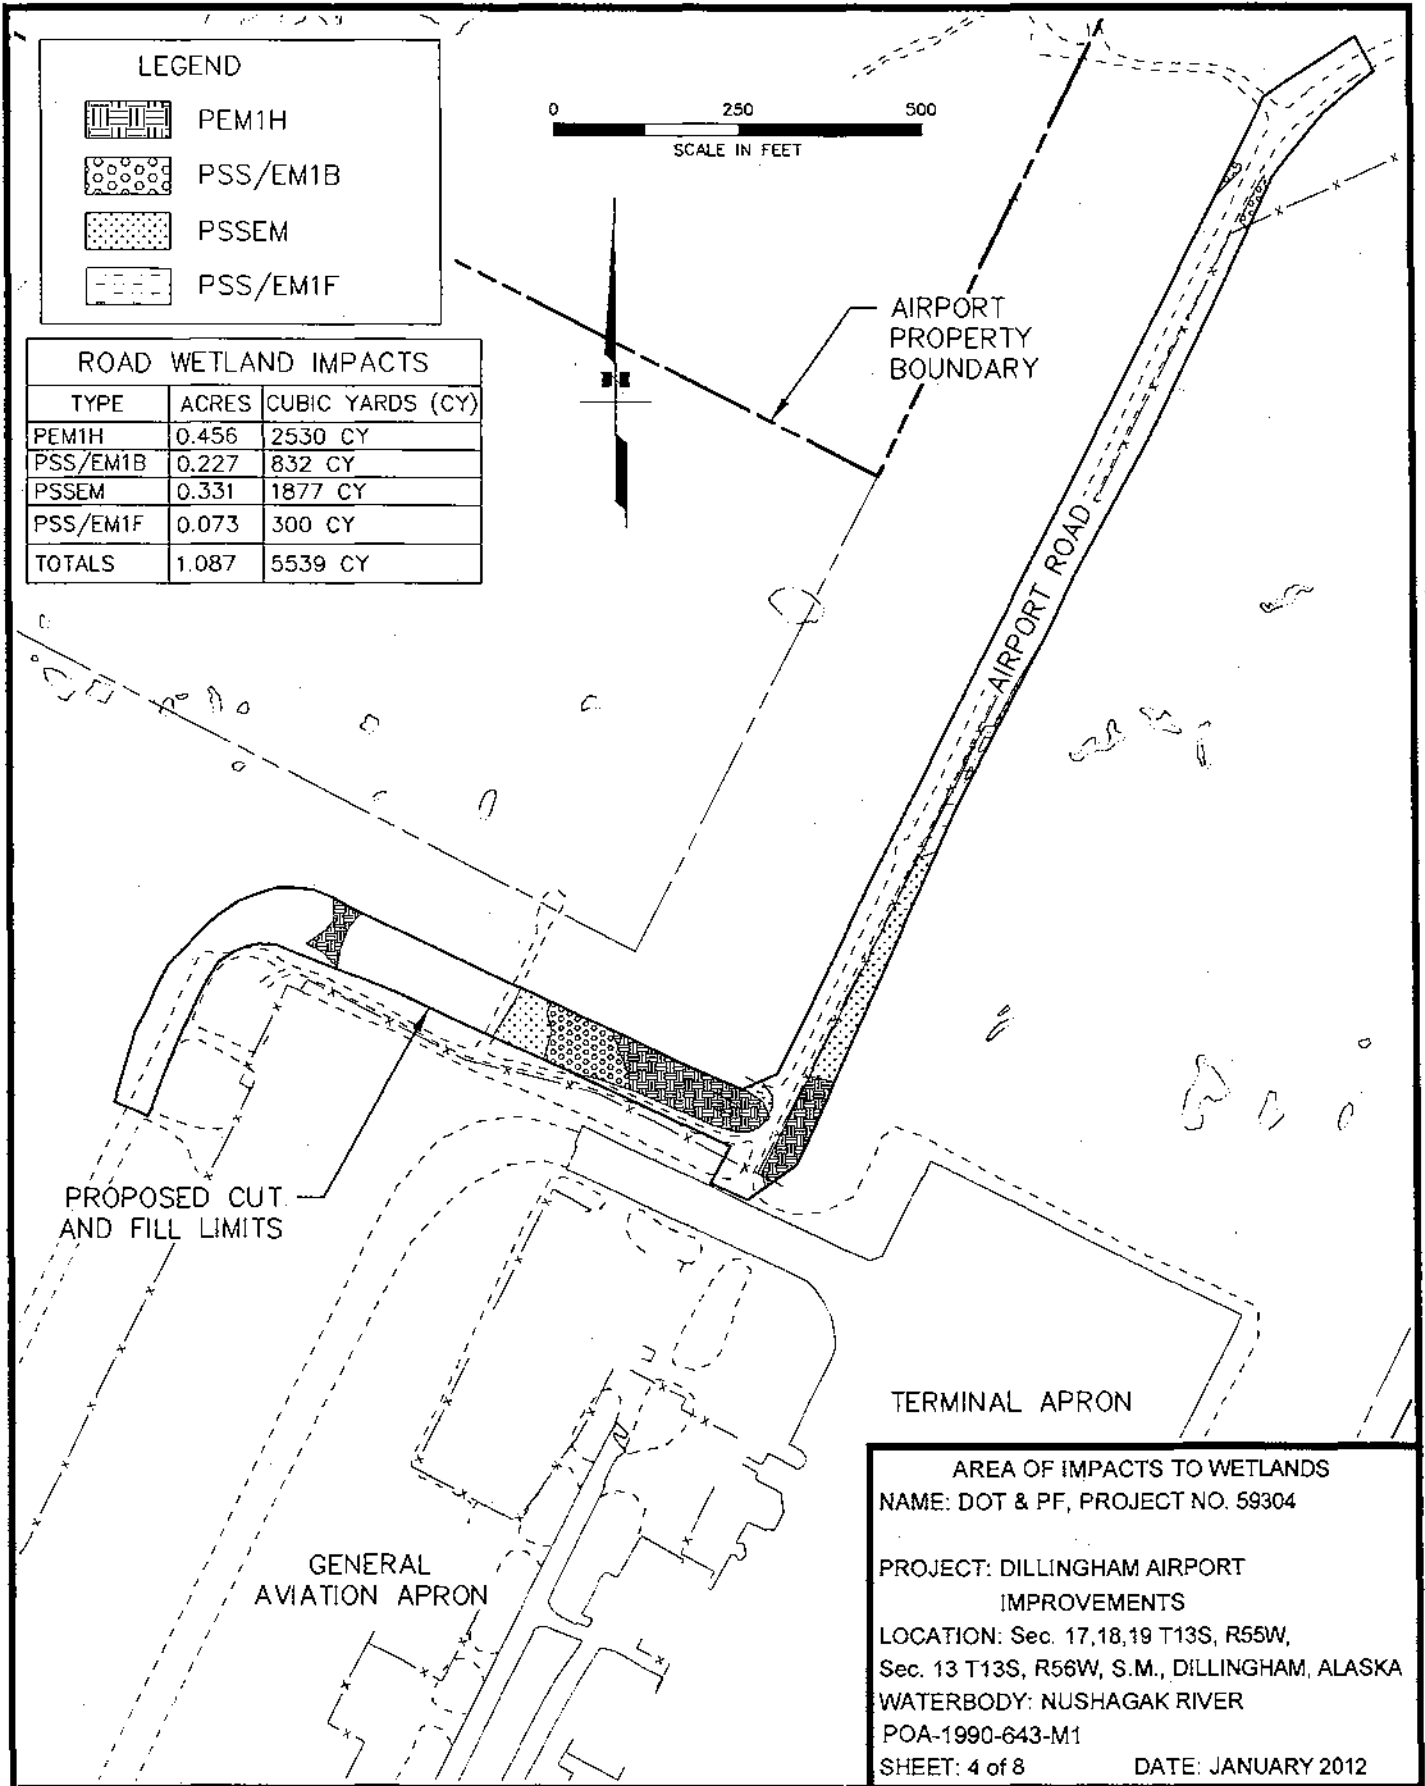 LEGEND
PEM1H
PSS/EM1B
PSSEM
PSS/EM1F
0 250 500
SCALE IN FEET
ROAD WETLAND IMPACTS
TYPE ACRES CUBIC YARDS (CY)
PEM1H 0.456 2530 CY
PSS/EM1B 0.227 832 CY
PSSEM 0.331 1877 CY
PSS/EM1F 0.073 300 CY
TOTALS 1.087 5539 CY
AIRPORT
PROPERTY
BOUNDARY
AIRPORT ROAD
PROPOSED CUT
AND FILL LIMITS
TERMINAL APRON
GENERAL
AVIATION APRON
AREA OF IMPACTS TO WETLANDS
NAME: DOT & PF, PROJECT NO. 59304
PROJECT: DILLINGHAM AIRPORT
IMPROVEMENTS
LOCATION: Sec. 17,18,19 T13S, R55W,
Sec. 13 T13S, R56W, S.M., DILLINGHAM, ALASKA
WATERBODY: NUSHAGAK RIVER
POA-1990-643-M1
SHEET: 4 of 8 DATE: JANUARY 2012